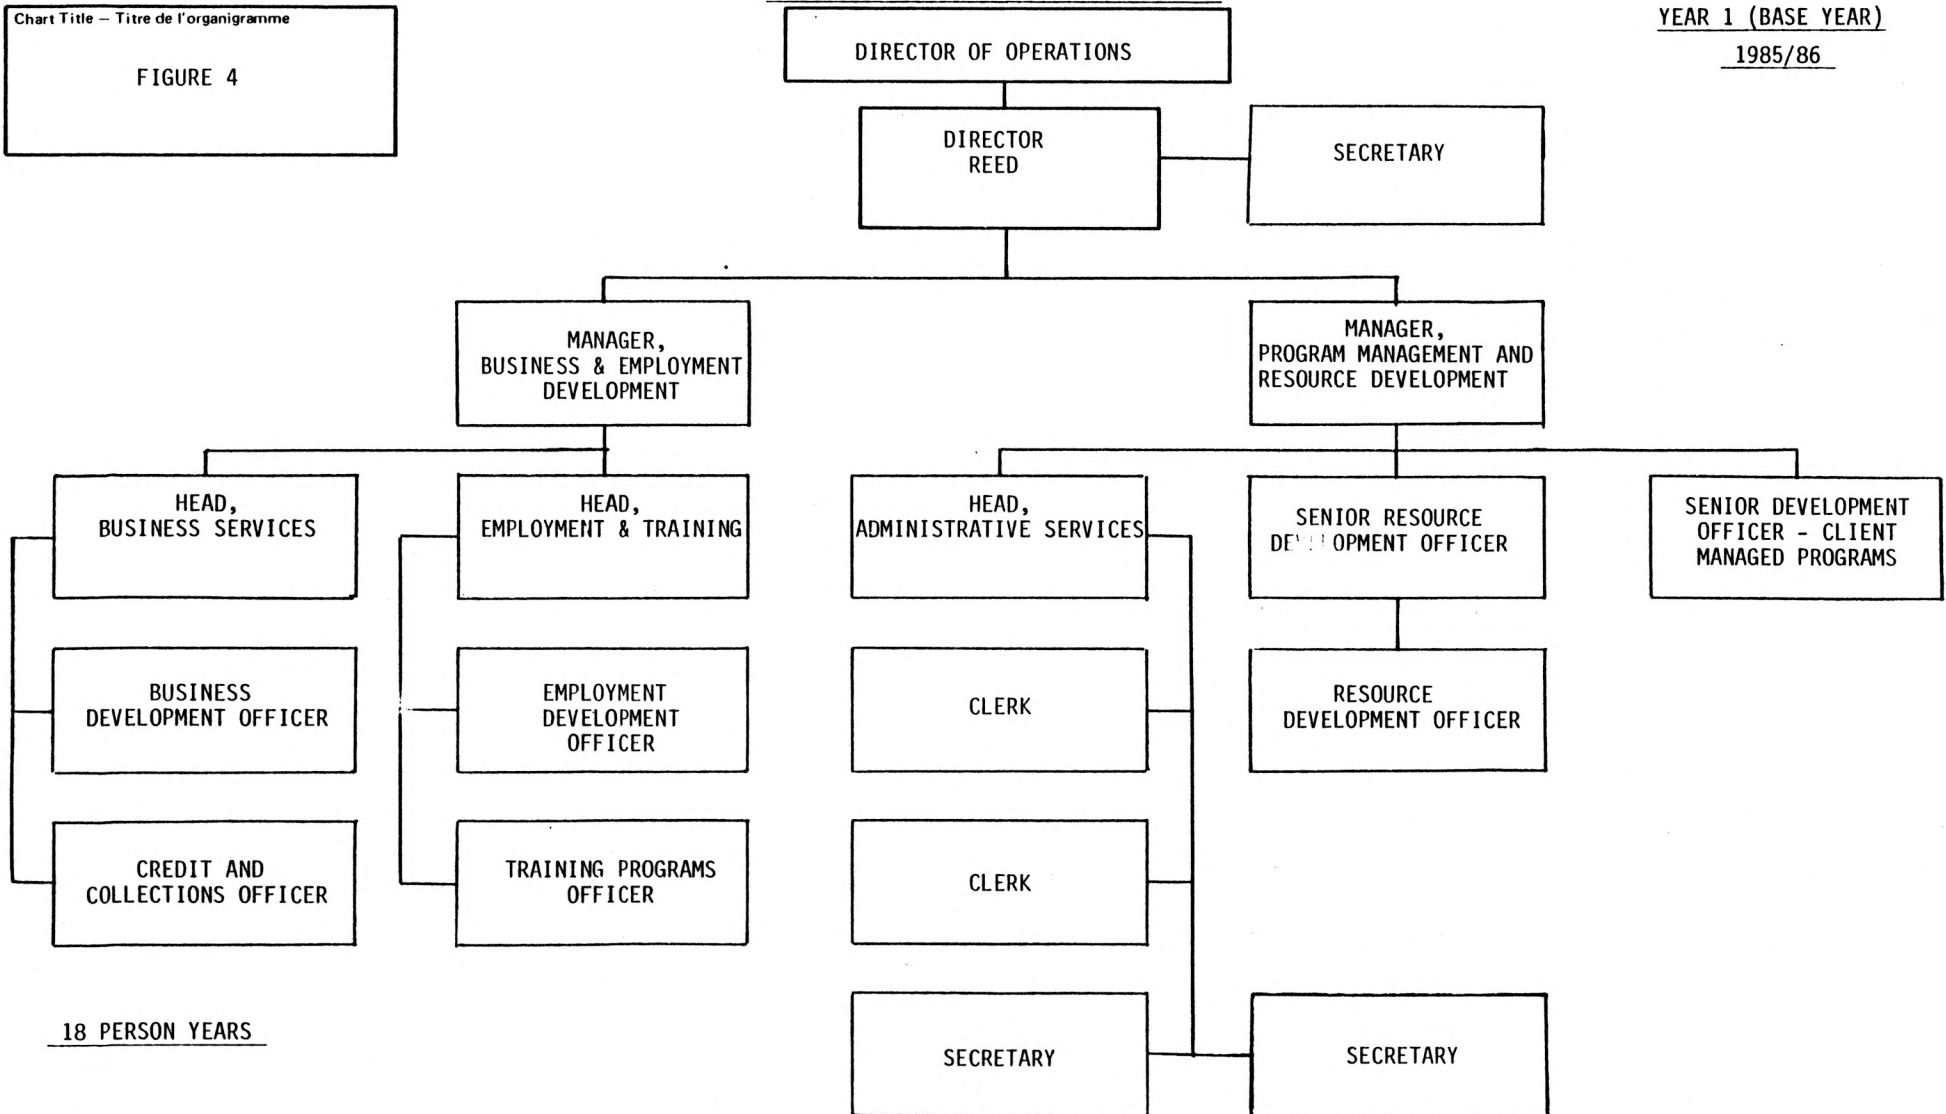 Chart Title – Titre de l'organigramme
FIGURE 4
YEAR 1 (BASE YEAR)
1985/86
DIRECTOR OF OPERATIONS
DIRECTOR
REED
SECRETARY
MANAGER,
BUSINESS & EMPLOYMENT
DEVELOPMENT
MANAGER,
PROGRAM MANAGEMENT AND
RESOURCE DEVELOPMENT
HEAD,
BUSINESS SERVICES
HEAD,
EMPLOYMENT & TRAINING
HEAD,
ADMINISTRATIVE SERVICES
SENIOR RESOURCE
DEVELOPMENT OFFICER
SENIOR DEVELOPMENT
OFFICER - CLIENT
MANAGED PROGRAMS
BUSINESS
DEVELOPMENT OFFICER
EMPLOYMENT
DEVELOPMENT
OFFICER
CLERK
RESOURCE
DEVELOPMENT OFFICER
CREDIT AND
COLLECTIONS OFFICER
TRAINING PROGRAMS
OFFICER
CLERK
18 PERSON YEARS
SECRETARY
SECRETARY